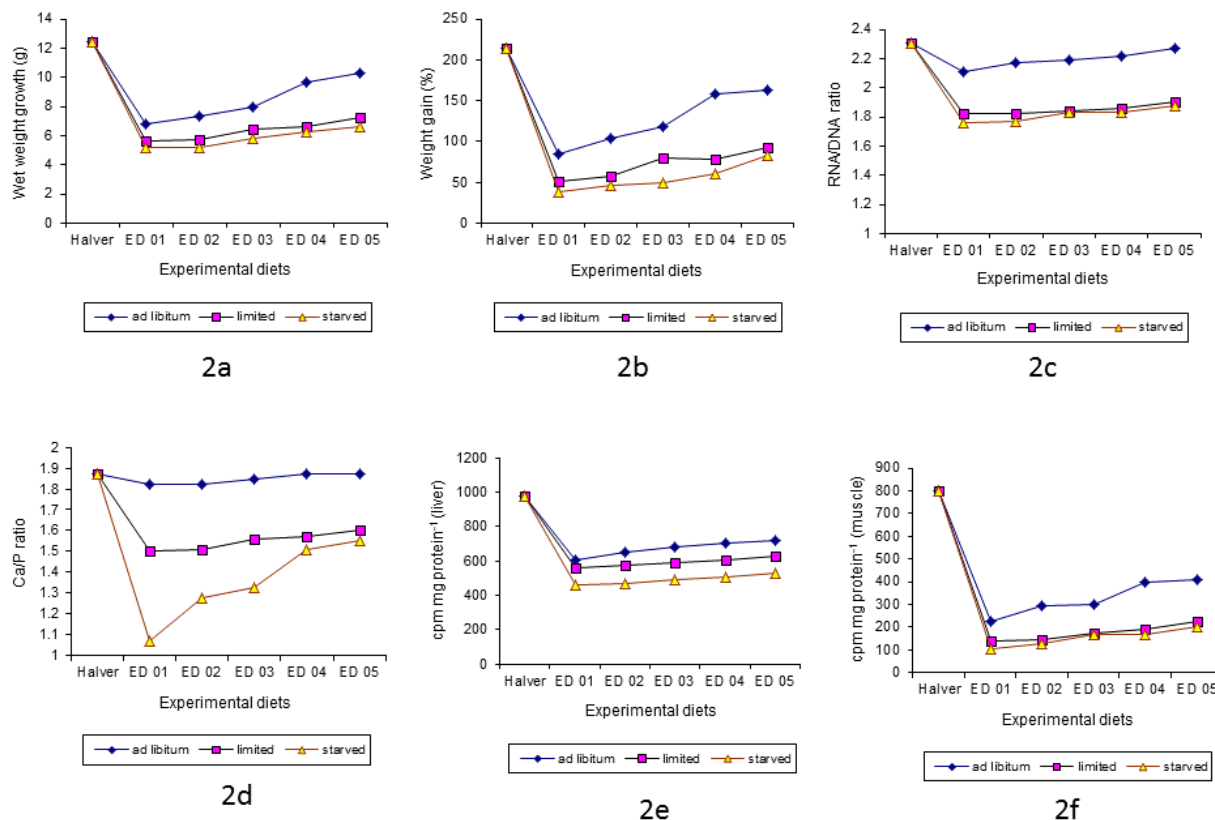 14
12
10
8
6
4
2
0
Wet weight growth (g)
Halver ED 01 ED 02 ED 03 ED 04 ED 05
Experimental diets
ad libitum limited starved
2a
250
200
150
100
50
0
Weight gain (%)
Halver ED 01 ED 02 ED 03 ED 04 ED 05
Experimental diets
ad libitum limited starved
2b
2.4
2.2
2
1.8
1.6
1.4
1.2
1
RNA/DNA ratio
Halver ED 01 ED 02 ED 03 ED 04 ED 05
Experimental diets
ad libitum limited starved
2c
2
1.9
1.8
1.7
1.6
1.5
1.4
1.3
1.2
1.1
1
Ca/P ratio
Halver ED 01 ED 02 ED 03 ED 04 ED 05
Experimental diets
ad libitum limited starved
2d
1200
1000
800
600
400
200
0
cpm mg protein⁻¹ (liver)
Halver ED 01 ED 02 ED 03 ED 04 ED 05
Experimental diets
ad libitum limited starved
2e
900
800
700
600
500
400
300
200
100
0
cpm mg protein⁻¹ (muscle)
Halver ED 01 ED 02 ED 03 ED 04 ED 05
Experimental diets
ad libitum limited starved
2f